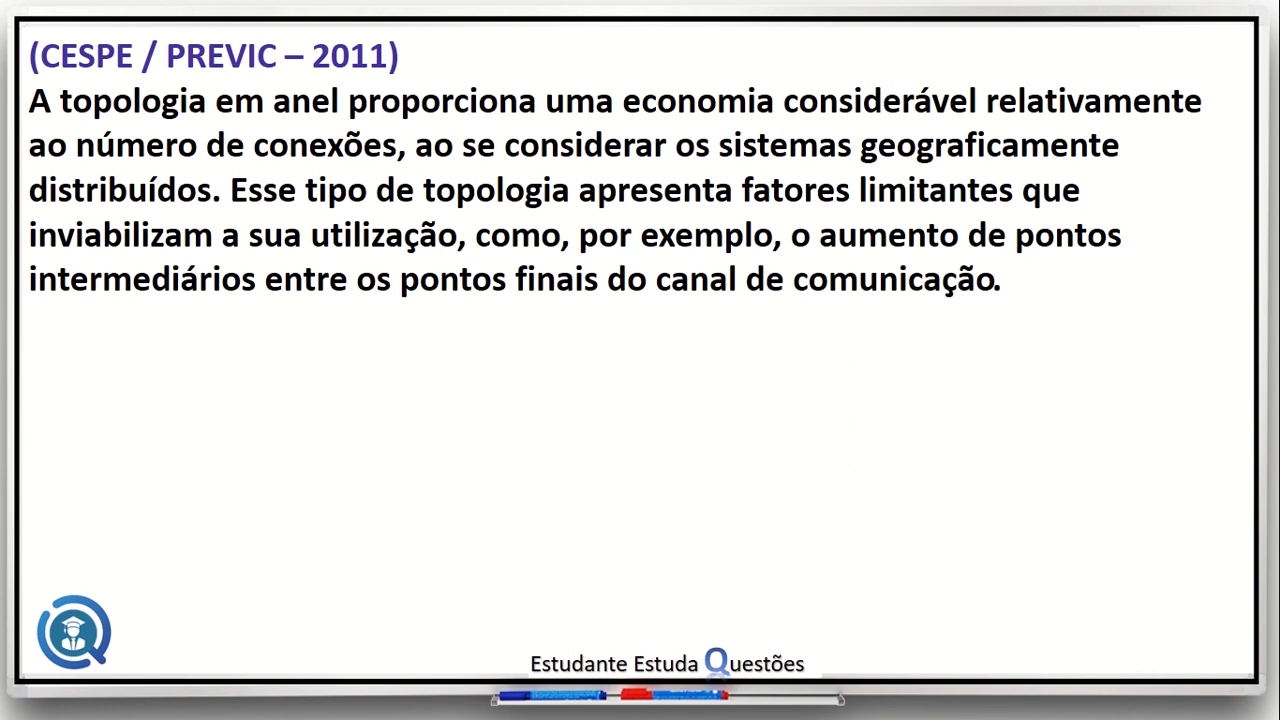 (CESPE / PREVIC – 2011)
A topologia em anel proporciona uma economia considerável relativamente
ao número de conexões, ao se considerar os sistemas geograficamente
distribuídos. Esse tipo de topologia apresenta fatores limitantes que
inviabilizam a sua utilização, como, por exemplo, o aumento de pontos
intermediários entre os pontos finais do canal de comunicação.
Estudante Estuda Questões